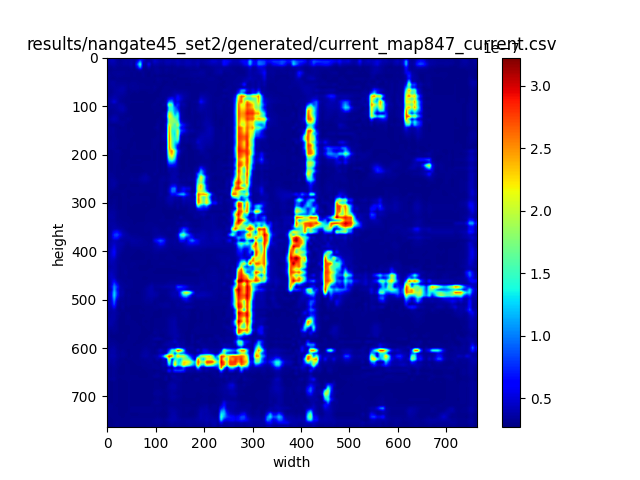 results/nangate45_set2/generated/current_map847_current.csv
1e−7
0
100
200
300
400
500
600
700
height
0 100 200 300 400 500 600 700
width
3.0
2.5
2.0
1.5
1.0
0.5